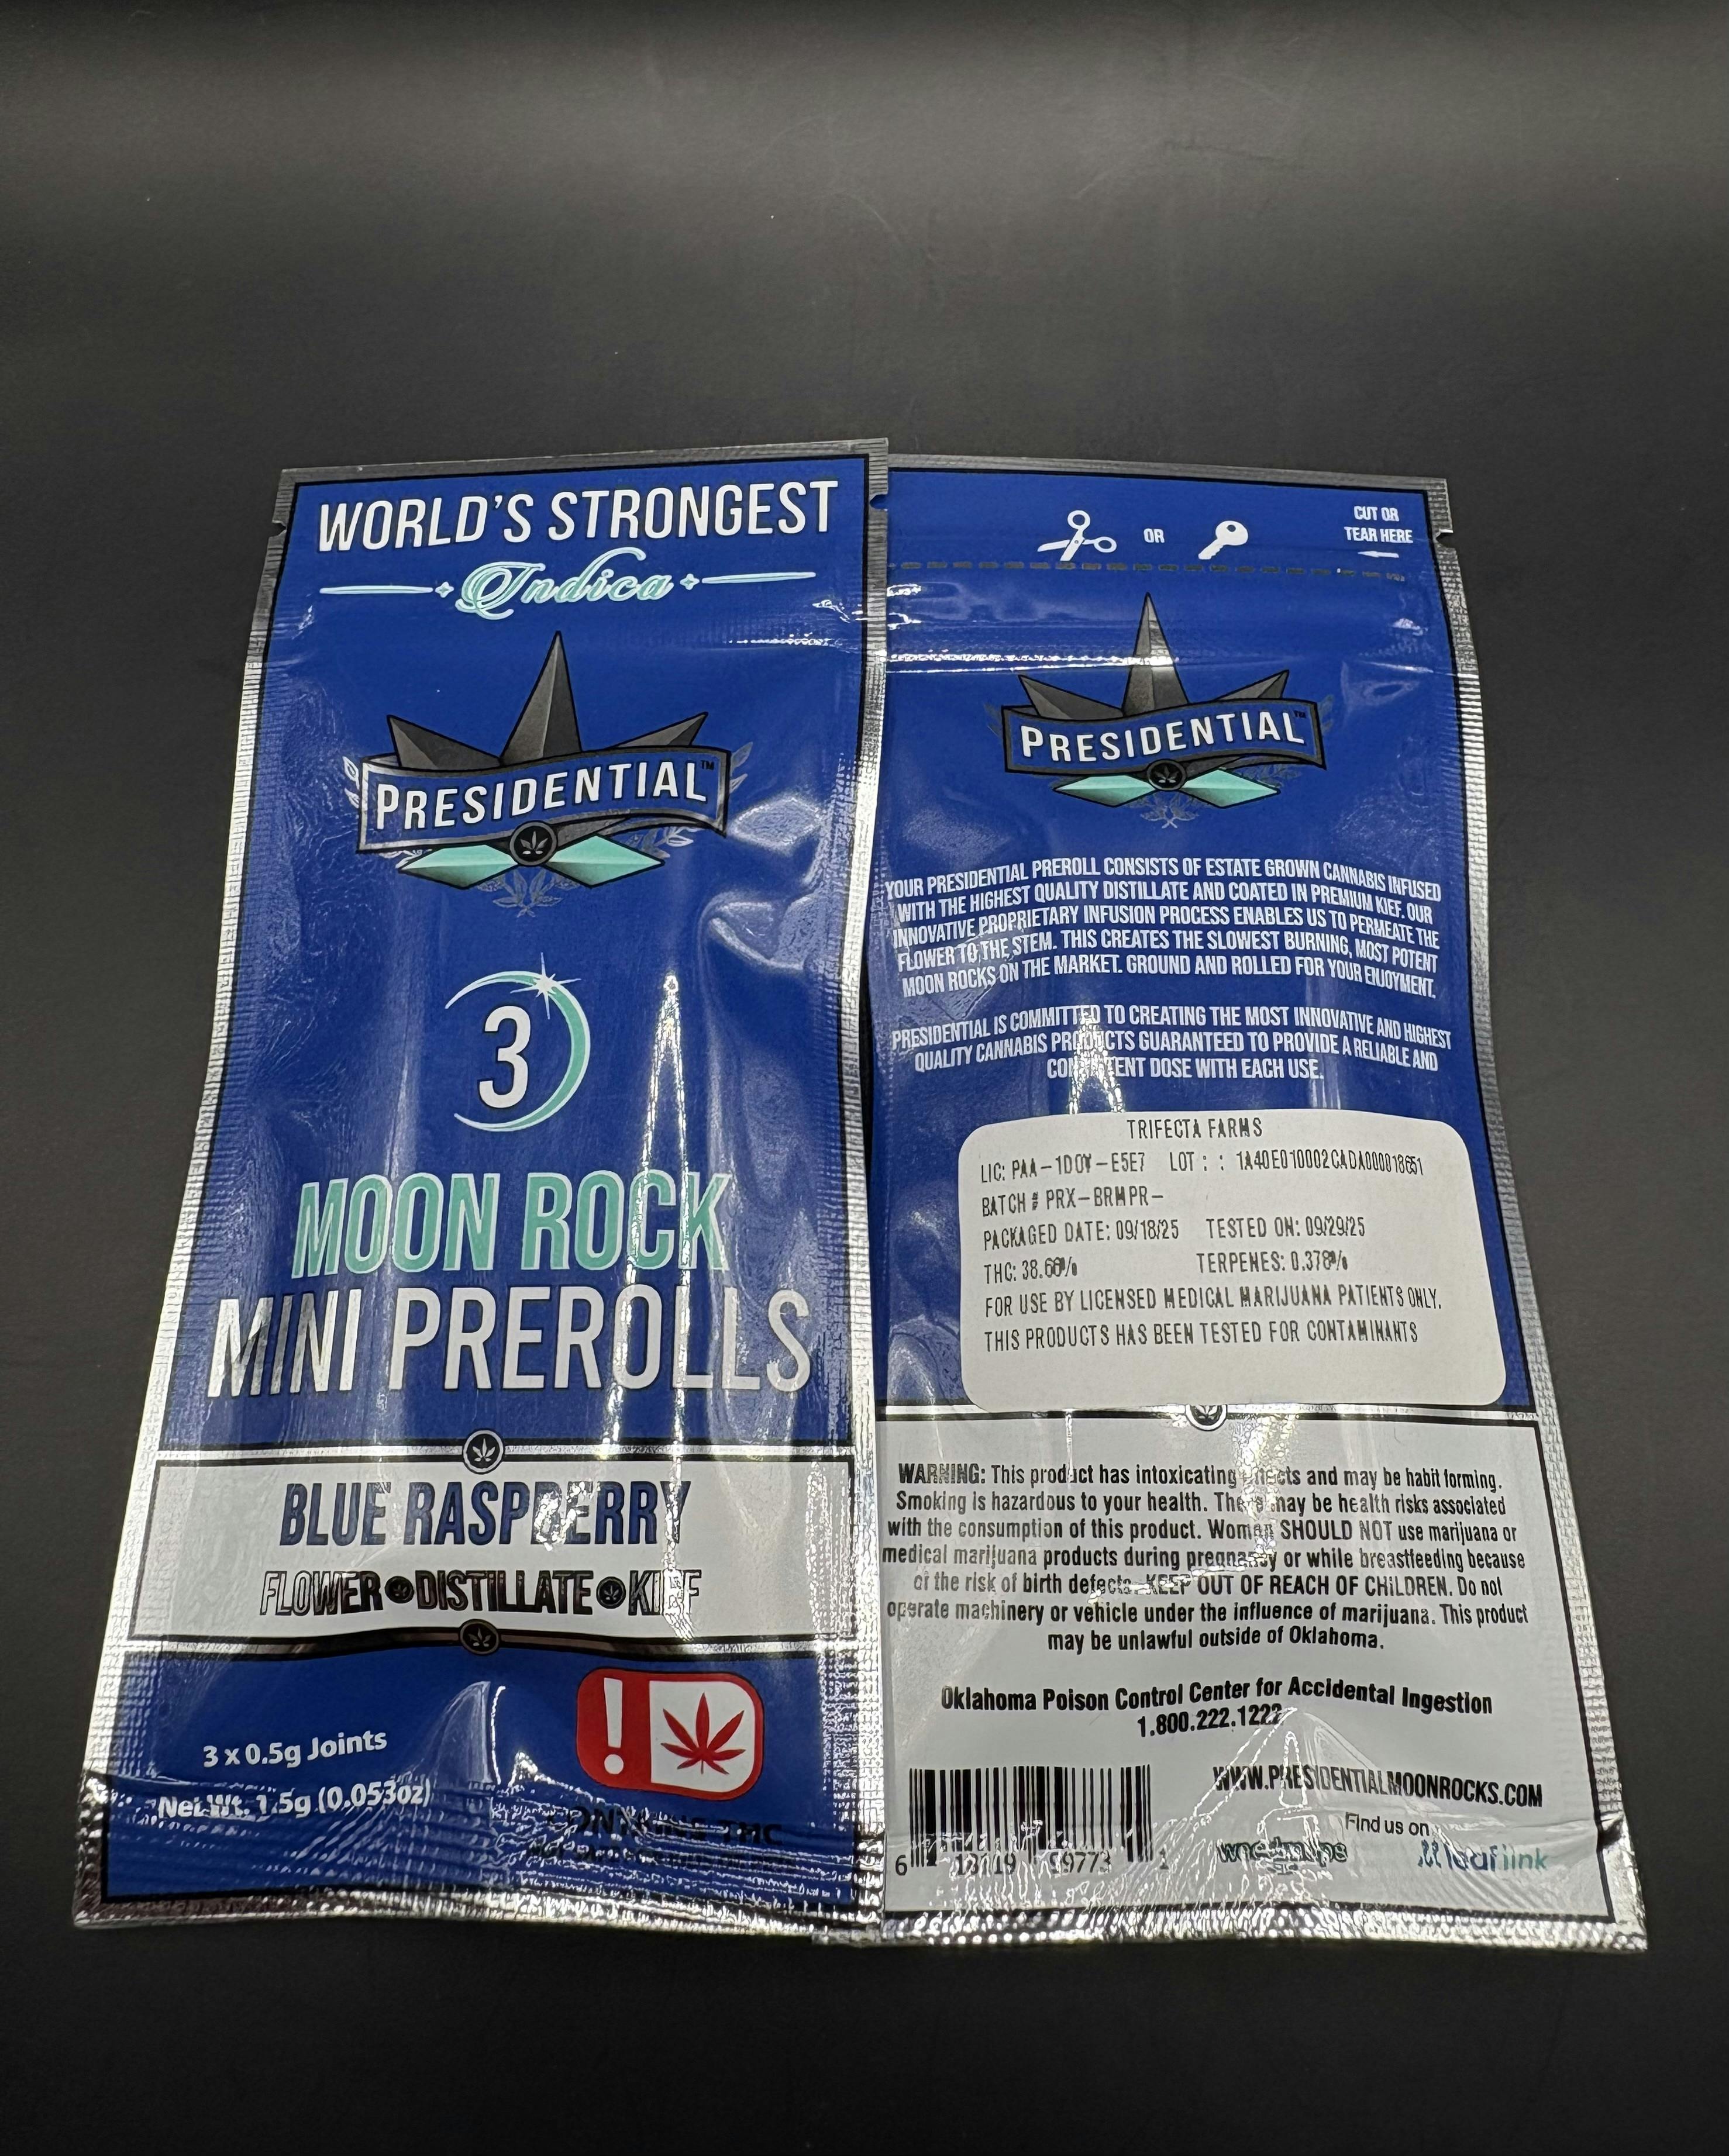 WORLD'S STRONGEST
Indica
PRESIDENTIAL™
3
MOON ROCK
MINI PREROLLS
BLUE RASPBERRY
FLOWER DISTILLATE KIEF
3 x 0.5g Joints
Net Wt. 1.5g (0.053oz)
!
CONTAINS THC
CUT OR
OR
TEAR HERE
PRESIDENTIAL™
YOUR PRESIDENTIAL PREROLL CONSISTS OF ESTATE GROWN CANNABIS INFUSED
WITH THE HIGHEST QUALITY DISTILLATE AND COATED IN PREMIUM KIEF. OUR
INNOVATIVE PROPRIETARY INFUSION PROCESS ENABLES US TO PERMEATE THE
FLOWER TO THE STEM. THIS CREATES THE SLOWEST BURNING, MOST POTENT
MOON ROCKS ON THE MARKET. GROUND AND ROLLED FOR YOUR ENJOYMENT.
PRESIDENTIAL IS COMMITTED TO CREATING THE MOST INNOVATIVE AND HIGHEST
QUALITY CANNABIS PRODUCTS GUARANTEED TO PROVIDE A RELIABLE AND
CONSISTENT DOSE WITH EACH USE.
TRIFECTA FARMS
LIC: PAA-1DOY-E5E7 LOT : : 1A40E010002CADA000018651
BATCH # PRX-BRMPR-
PACKAGED DATE: 09/18/25 TESTED ON: 09/29/25
THC: 38.66% TERPENES: 0.378%
FOR USE BY LICENSED MEDICAL MARIJUANA PATIENTS ONLY.
THIS PRODUCTS HAS BEEN TESTED FOR CONTAMINANTS
WARNING: This product has intoxicating effects and may be habit forming.
Smoking is hazardous to your health. There may be health risks associated
with the consumption of this product. Women SHOULD NOT use marijuana or
medical marijuana products during pregnancy or while breastfeeding because
of the risk of birth defects. KEEP OUT OF REACH OF CHILDREN. Do not
operate machinery or vehicle under the influence of marijuana. This product
may be unlawful outside of Oklahoma.
Oklahoma Poison Control Center for Accidental Ingestion
1.800.222.1222
WWW.PRESIDENTIALMOONROCKS.COM
Find us on
weedmaps leaflink
6 13119 99773 1